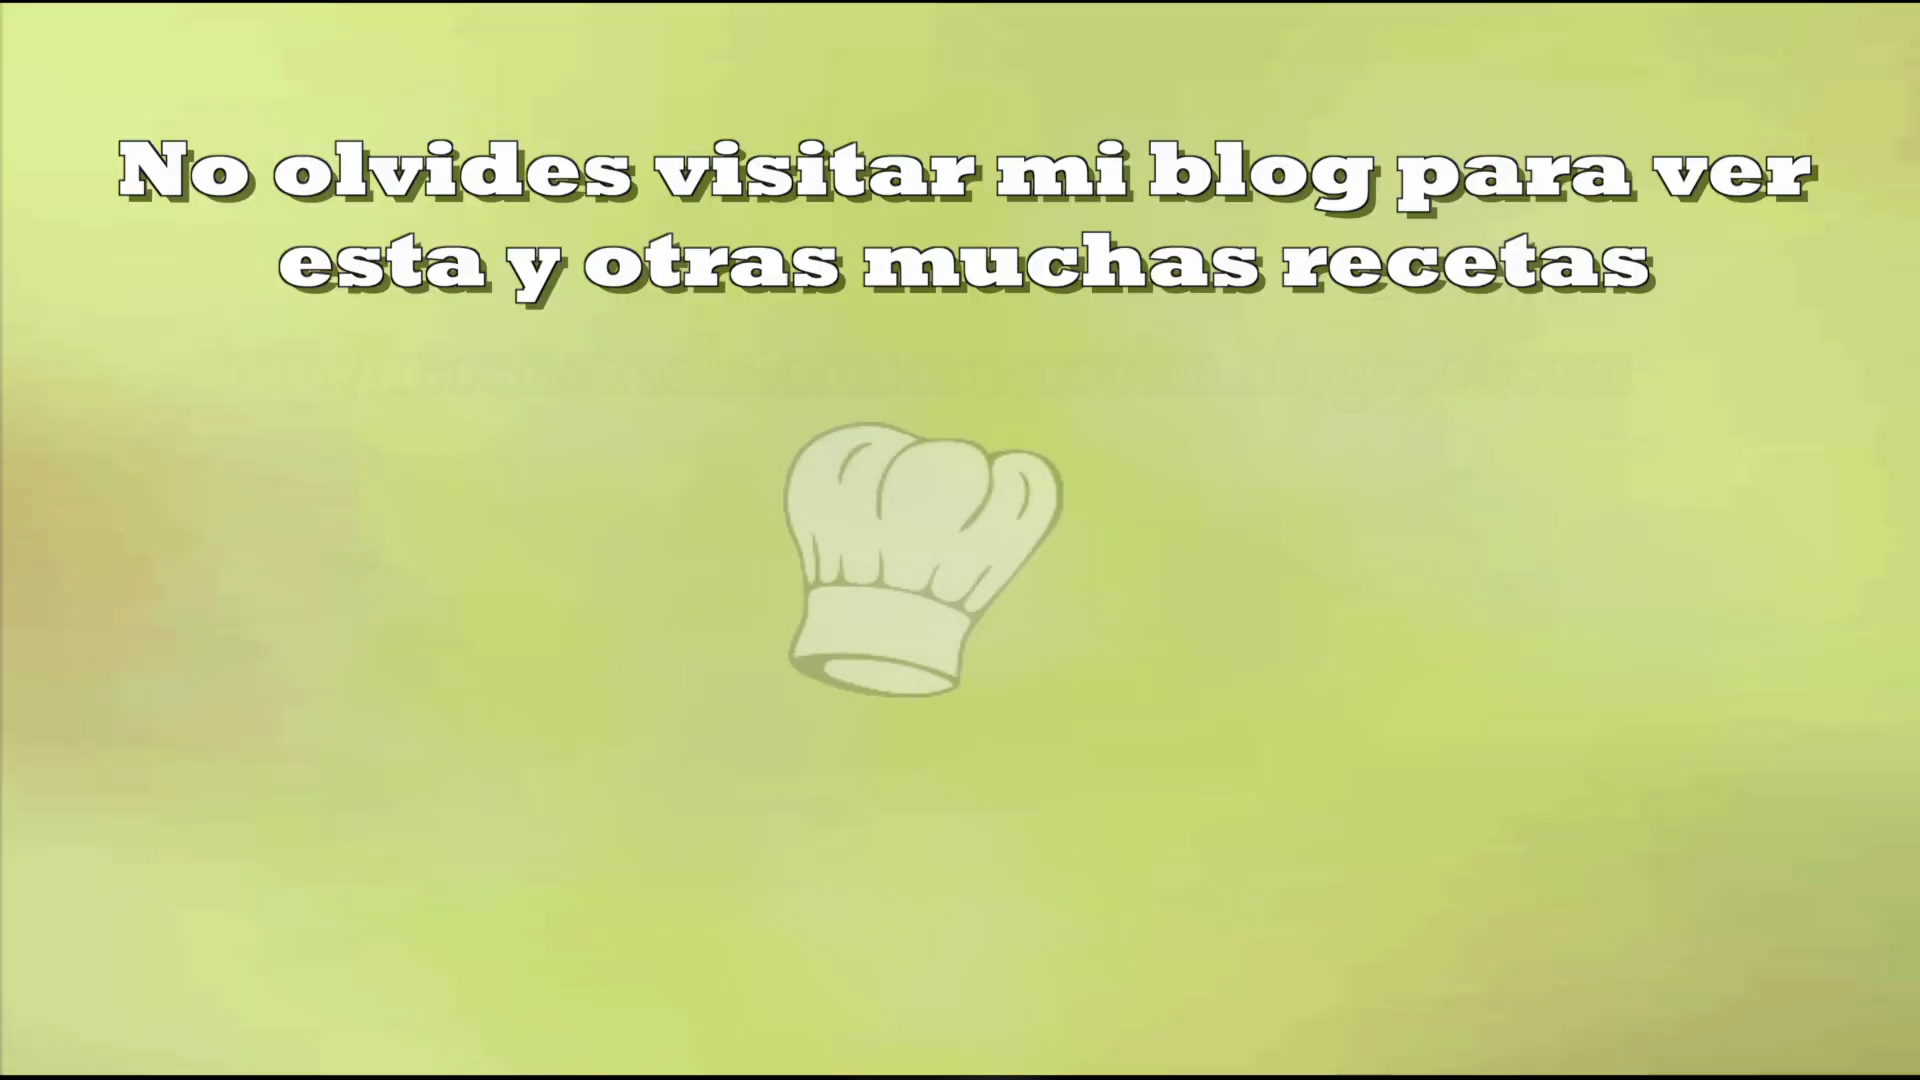 No olvides visitar mi blog para ver
esta y otras muchas recetas